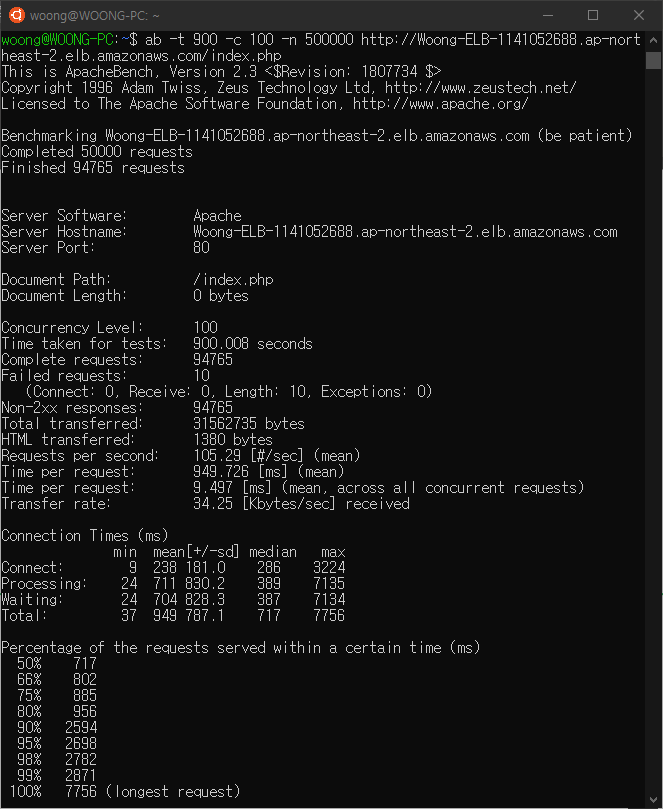 woong@WOONG-PC: ~
woong@WOONG-PC:~$ ab -t 900 -c 100 -n 500000 http://Woong-ELB-1141052688.ap-nort
heast-2.elb.amazonaws.com/index.php
This is ApacheBench, Version 2.3 <$Revision: 1807734 $>
Copyright 1996 Adam Twiss, Zeus Technology Ltd, http://www.zeustech.net/
Licensed to The Apache Software Foundation, http://www.apache.org/

Benchmarking Woong-ELB-1141052688.ap-northeast-2.elb.amazonaws.com (be patient)
Completed 50000 requests
Finished 94765 requests

Server Software:        Apache
Server Hostname:        Woong-ELB-1141052688.ap-northeast-2.elb.amazonaws.com
Server Port:            80

Document Path:          /index.php
Document Length:        0 bytes

Concurrency Level:      100
Time taken for tests:   900.008 seconds
Complete requests:      94765
Failed requests:        10
   (Connect: 0, Receive: 0, Length: 10, Exceptions: 0)
Non-2xx responses:      94765
Total transferred:      31562735 bytes
HTML transferred:       1380 bytes
Requests per second:    105.29 [#/sec] (mean)
Time per request:       949.726 [ms] (mean)
Time per request:       9.497 [ms] (mean, across all concurrent requests)
Transfer rate:          34.25 [Kbytes/sec] received

Connection Times (ms)
              min  mean[+/-sd] median   max
Connect:        9  238 181.0    286    3224
Processing:    24  711 830.2    389    7135
Waiting:       24  704 828.3    387    7134
Total:         37  949 787.1    717    7756

Percentage of the requests served within a certain time (ms)
  50%    717
  66%    802
  75%    885
  80%    956
  90%   2594
  95%   2698
  98%   2782
  99%   2871
 100%   7756 (longest request)